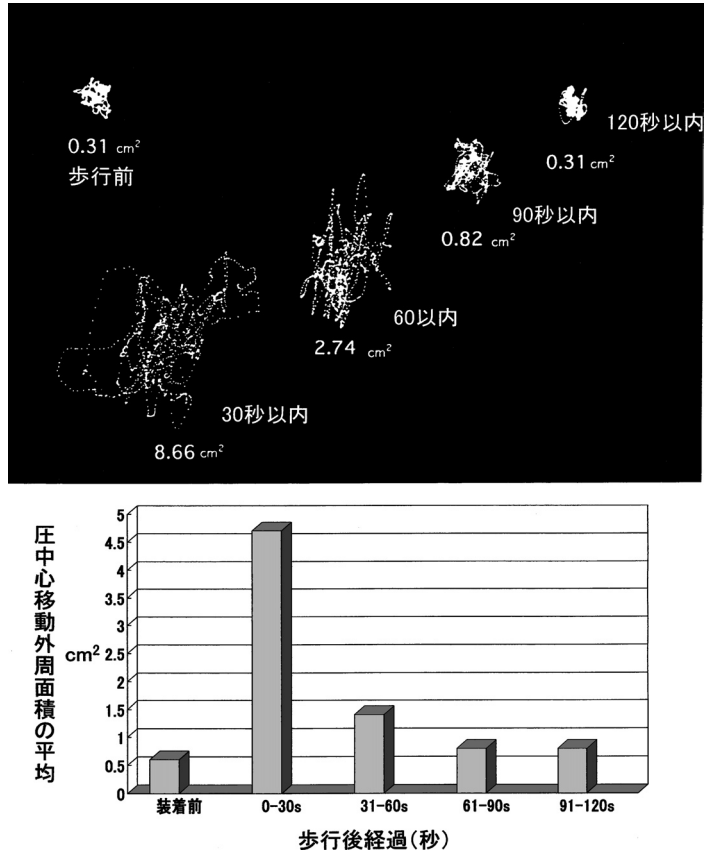 0.31 cm²
歩行前
120秒以内
0.31 cm²
90秒以内
0.82 cm²
60以内
2.74 cm²
30秒以内
8.66 cm²
圧中心移動外周面積の平均
cm²
5
4.5
4
3.5
3
2.5
2
1.5
1
0.5
0
装着前 0-30s 31-60s 61-90s 91-120s
歩行後経過(秒)